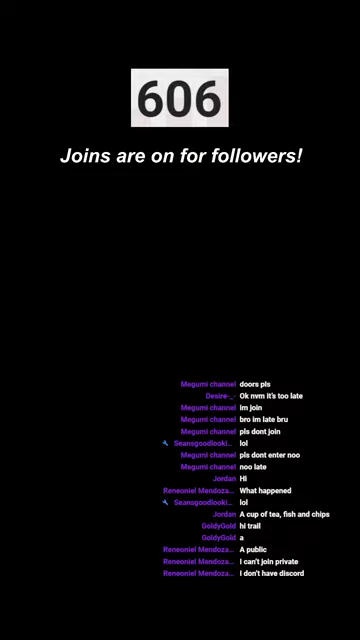 606
Joins are on for followers!
Megumi channel doors pls
Desire-_- Ok nvm it's too late
Megumi channel im join
Megumi channel bro im late bru
Megumi channel pls dont join
Seansgoodlooki... lol
Megumi channel pls dont enter noo
Megumi channel noo late
Jordan Hi
Reneoniel Mendoza... What happened
Seansgoodlooki... lol
Jordan A cup of tea, fish and chips
GoldyGold hi trail
GoldyGold a
Reneoniel Mendoza... A public
Reneoniel Mendoza... I can't join private
Reneoniel Mendoza... I don't have discord